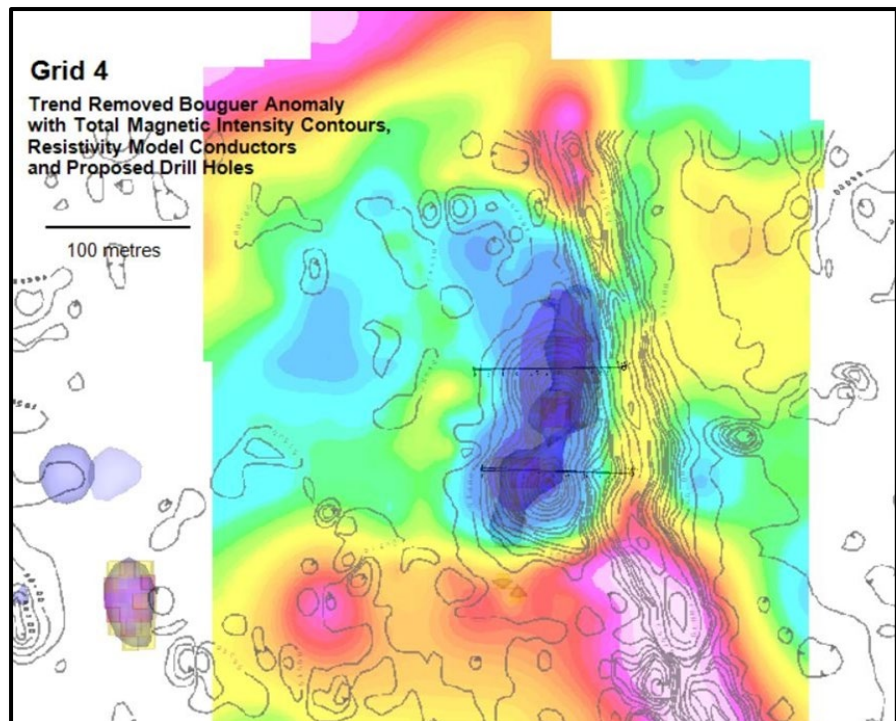 Grid 4
Trend Removed Bouguer Anomaly
with Total Magnetic Intensity Contours,
Resistivity Model Conductors
and Proposed Drill Holes
100 metres